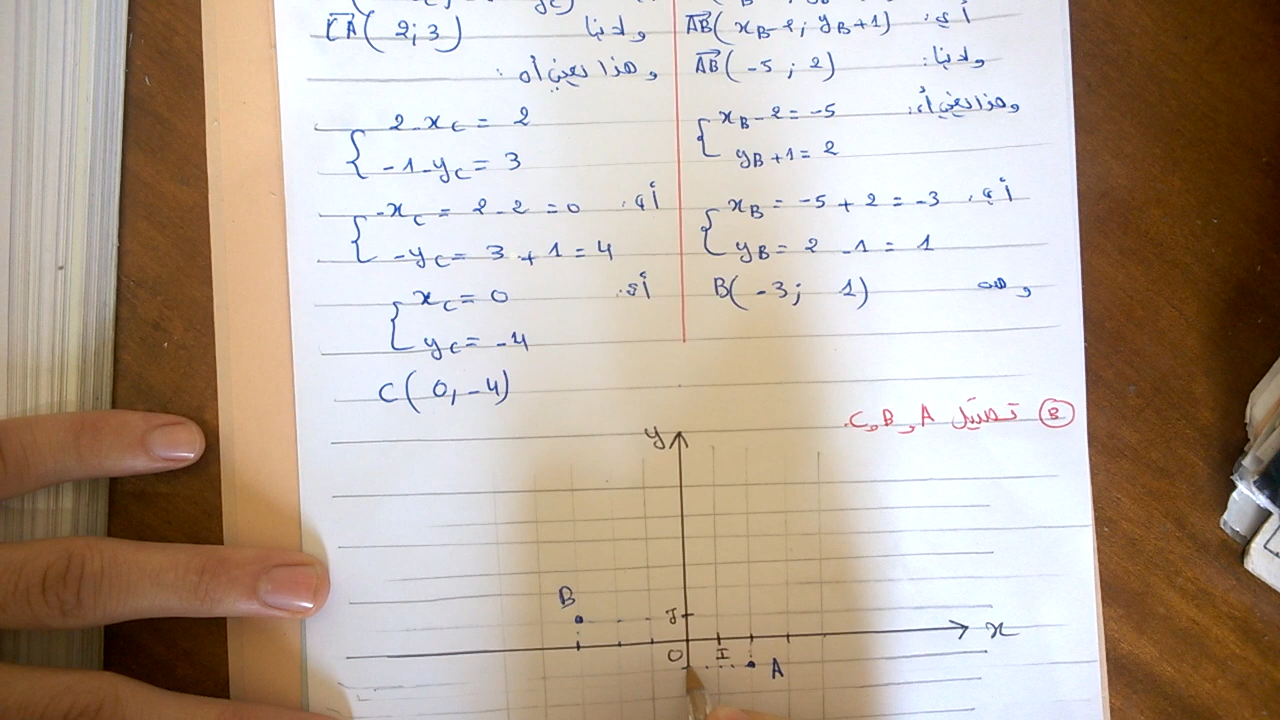 أي: AB(x_B-2; y_B+1)
ولدينا: AB(-5; 2)
وهذا يعني أن:
{ x_B - 2 = -5
y_B + 1 = 2
أي: { x_B = -5 + 2 = -3
y_B = 2 - 1 = 1
ومنه B(-3; 1)
ولدينا CA(2; 3)
وهذا يعني أن:
{ 2 - x_C = 2
-1 - y_C = 3
أي: { -x_C = 2 - 2 = 0
-y_C = 3 + 1 = 4
أي: { x_C = 0
y_C = -4
C(0, -4)
③ تمثيل A و B و C.
y
B
J
x
O I
A